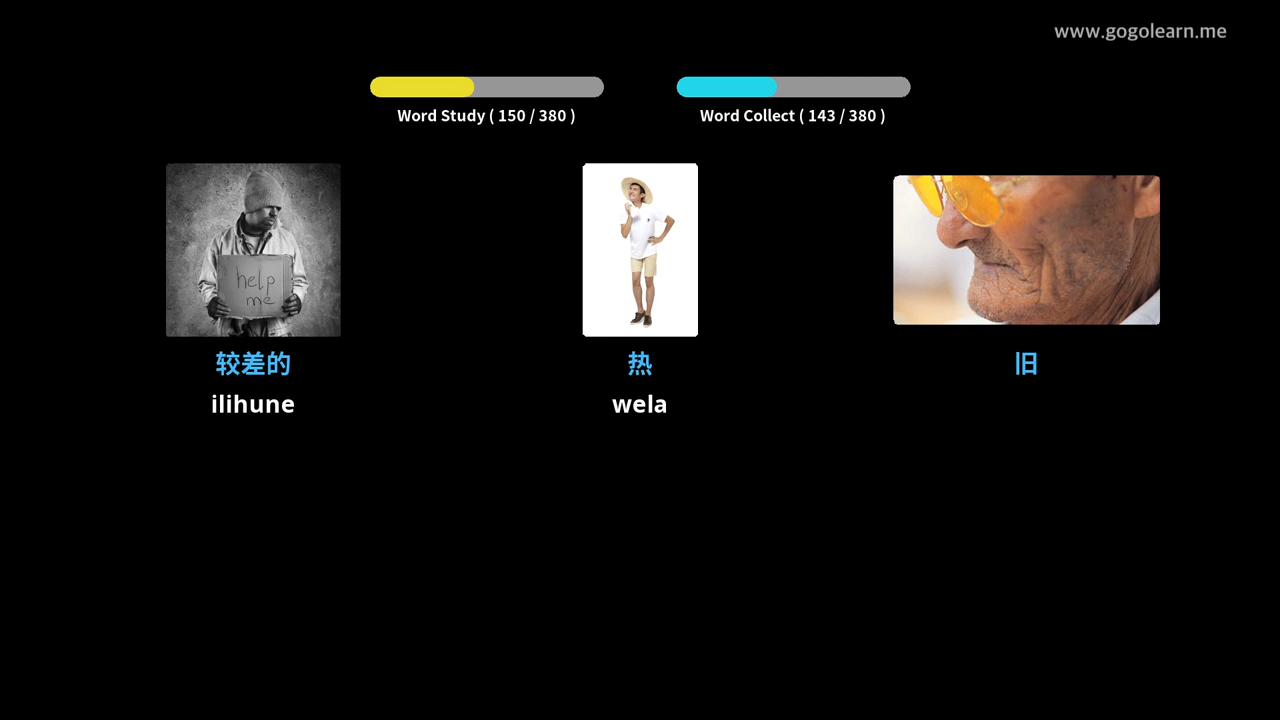 www.gogolearn.me
Word Study ( 150 / 380 )
Word Collect ( 143 / 380 )
help
me
较差的
热
旧
ilihune
wela